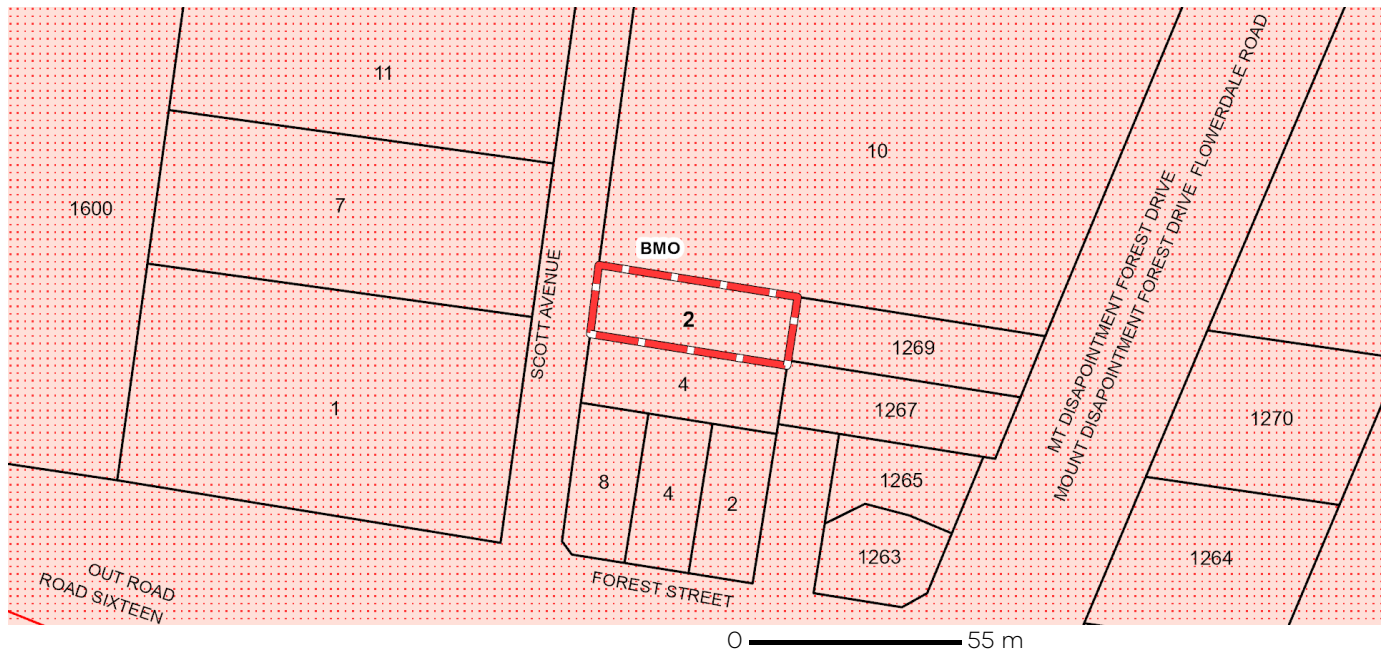 11
10
7
1600
BMO
2
SCOTT AVENUE
MT DISAPOINTMENT FOREST DRIVE
MOUNT DISAPOINTMENT FOREST DRIVE FLOWERDALE ROAD
1269
4
1267
1
1270
8
4
2
1265
1263
1264
OUT ROAD
ROAD SIXTEEN
FOREST STREET
0 55 m